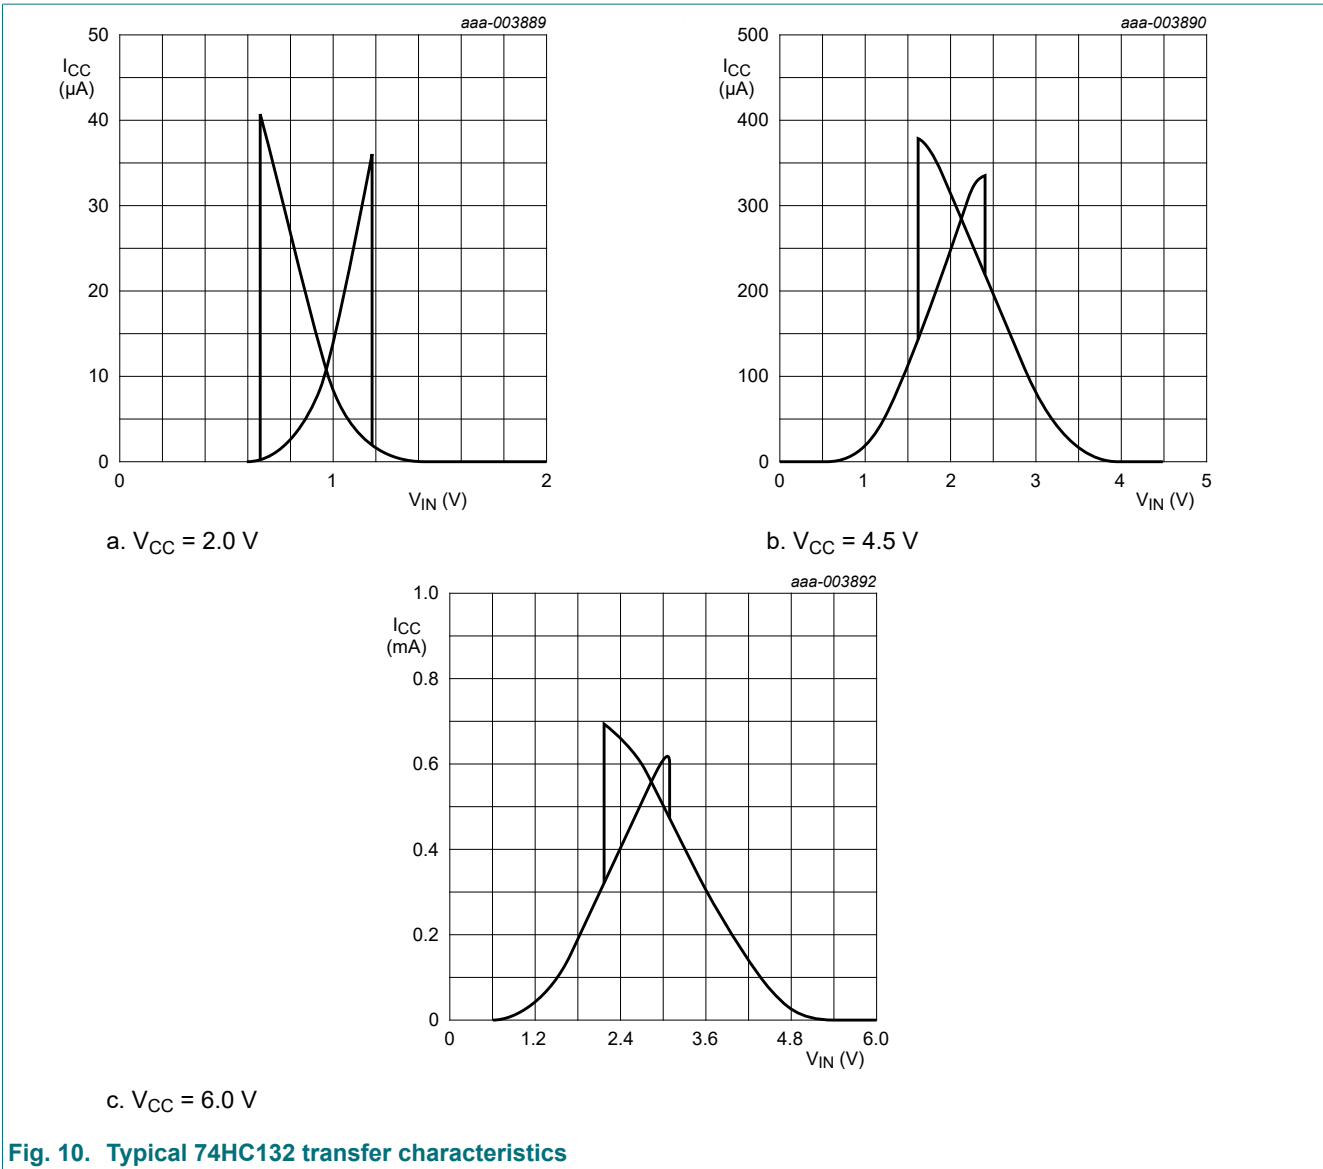 aaa-003889
50
40
30
20
10
0
ICC
(µA)
0 1 2
VIN (V)
a. VCC = 2.0 V
aaa-003890
500
400
300
200
100
0
ICC
(µA)
0 1 2 3 4 5
VIN (V)
b. VCC = 4.5 V
aaa-003892
1.0
0.8
0.6
0.4
0.2
0
ICC
(mA)
0 1.2 2.4 3.6 4.8 6.0
VIN (V)
c. VCC = 6.0 V
Fig. 10. Typical 74HC132 transfer characteristics